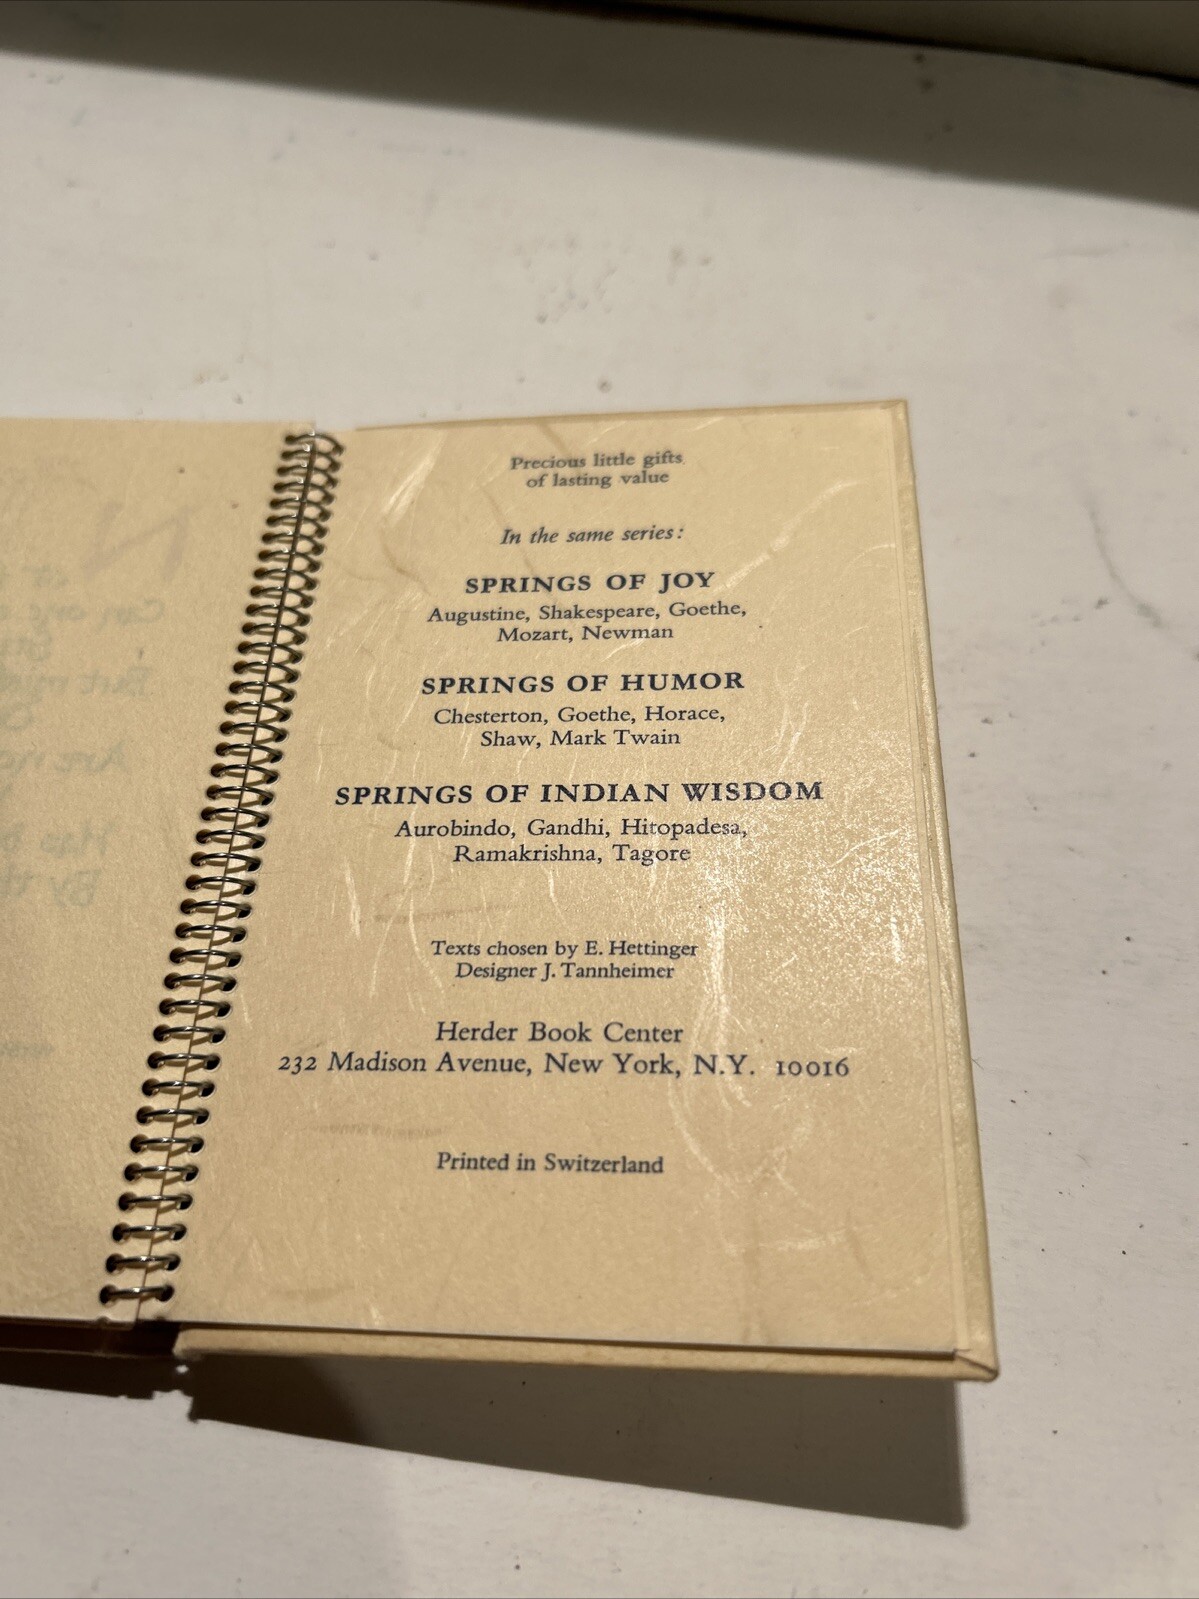 Precious little gifts
of lasting value
In the same series:
SPRINGS OF JOY
Augustine, Shakespeare, Goethe,
Mozart, Newman
SPRINGS OF HUMOR
Chesterton, Goethe, Horace,
Shaw, Mark Twain
SPRINGS OF INDIAN WISDOM
Aurobindo, Gandhi, Hitopadesa,
Ramakrishna, Tagore
Texts chosen by E. Hettinger
Designer J. Tannheimer
Herder Book Center
232 Madison Avenue, New York, N.Y. 10016
Printed in Switzerland